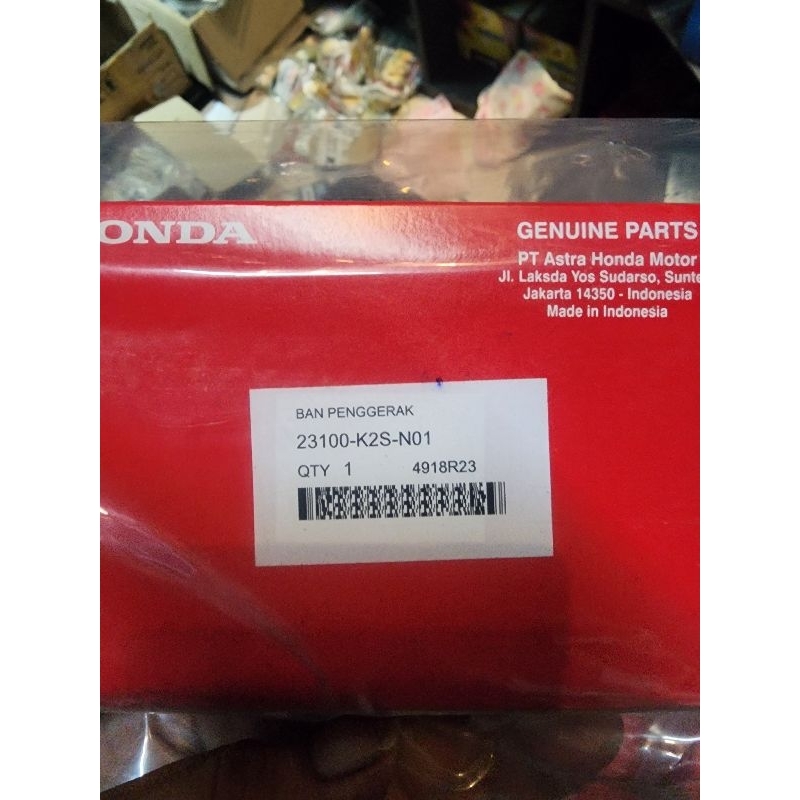 ONDA
GENUINE PARTS
PT Astra Honda Motor
Jl. Laksda Yos Sudarso, Sunte
Jakarta 14350 - Indonesia
Made in Indonesia
BAN PENGGERAK
23100-K2S-N01
QTY 1 4918R23